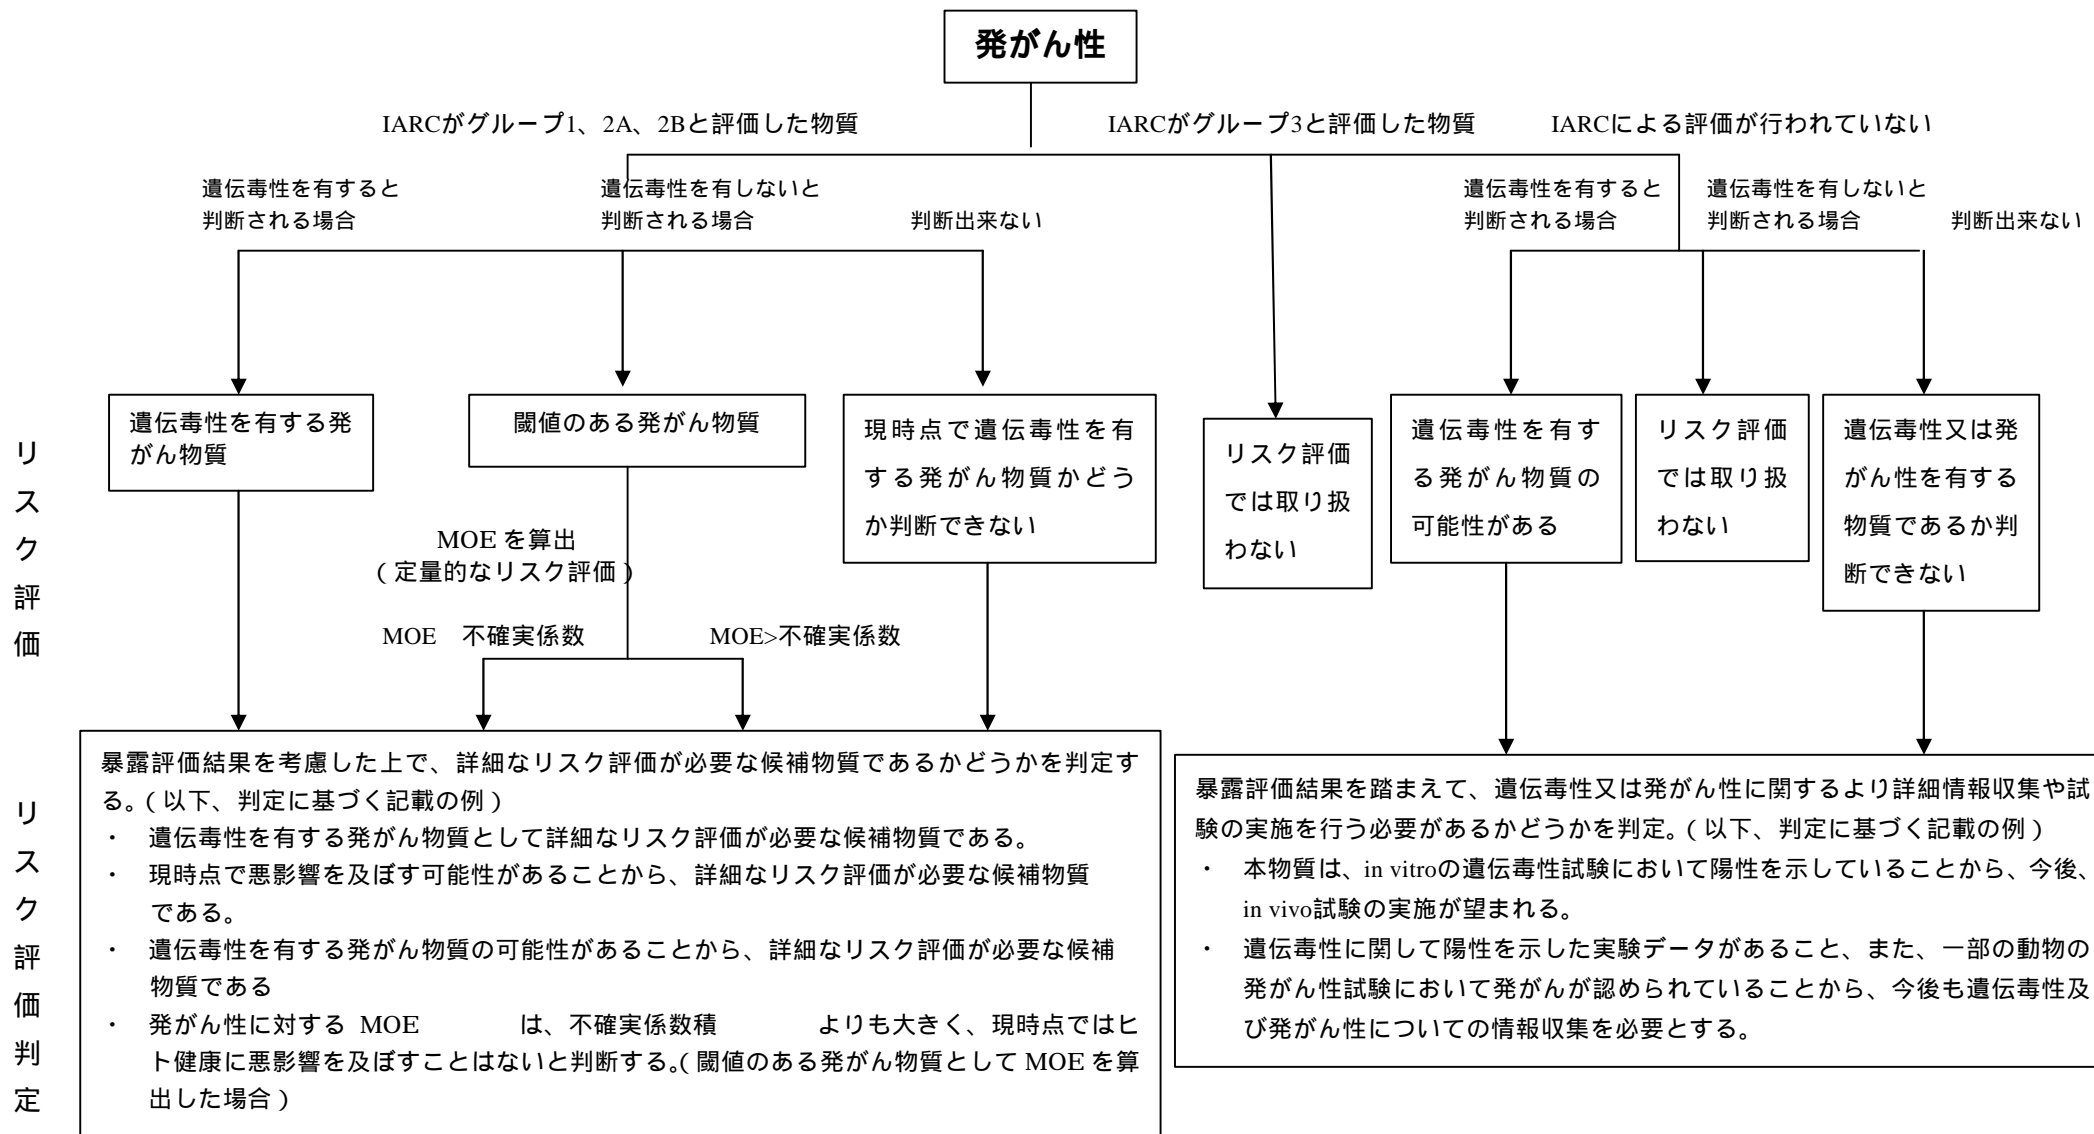 発がん性
IARCがグループ1、2A、2Bと評価した物質
IARCがグループ3と評価した物質
IARCによる評価が行われていない
遺伝毒性を有すると
判断される場合
遺伝毒性を有しないと
判断される場合
判断出来ない
遺伝毒性を有すると
判断される場合
遺伝毒性を有しないと
判断される場合
判断出来ない
リスク評価
遺伝毒性を有する発
がん物質
閾値のある発がん物質
現時点で遺伝毒性を有
する発がん物質かどう
か判断できない
リスク評価
では取り扱
わない
遺伝毒性を有す
る発がん物質の
可能性がある
リスク評価
では取り扱
わない
遺伝毒性又は発
がん性を有する
物質であるか判
断できない
MOE を算出
(定量的なリスク評価)
MOE 不確実係数
MOE>不確実係数
リスク評価判定
暴露評価結果を考慮した上で、詳細なリスク評価が必要な候補物質であるかどうかを判定す
る。(以下、判定に基づく記載の例)
・ 遺伝毒性を有する発がん物質として詳細なリスク評価が必要な候補物質である。
・ 現時点で悪影響を及ぼす可能性があることから、詳細なリスク評価が必要な候補物質
である。
・ 遺伝毒性を有する発がん物質の可能性があることから、詳細なリスク評価が必要な候補
物質である
・ 発がん性に対する MOE は、不確実係数積 よりも大きく、現時点ではヒ
ト健康に悪影響を及ぼすことはないと判断する。(閾値のある発がん物質として MOE を算
出した場合)
暴露評価結果を踏まえて、遺伝毒性又は発がん性に関するより詳細情報収集や試
験の実施を行う必要があるかどうかを判定。(以下、判定に基づく記載の例)
・ 本物質は、in vitroの遺伝毒性試験において陽性を示していることから、今後、
in vivo試験の実施が望まれる。
・ 遺伝毒性に関して陽性を示した実験データがあること、また、一部の動物の
発がん性試験において発がんが認められていることから、今後も遺伝毒性及
び発がん性についての情報収集を必要とする。